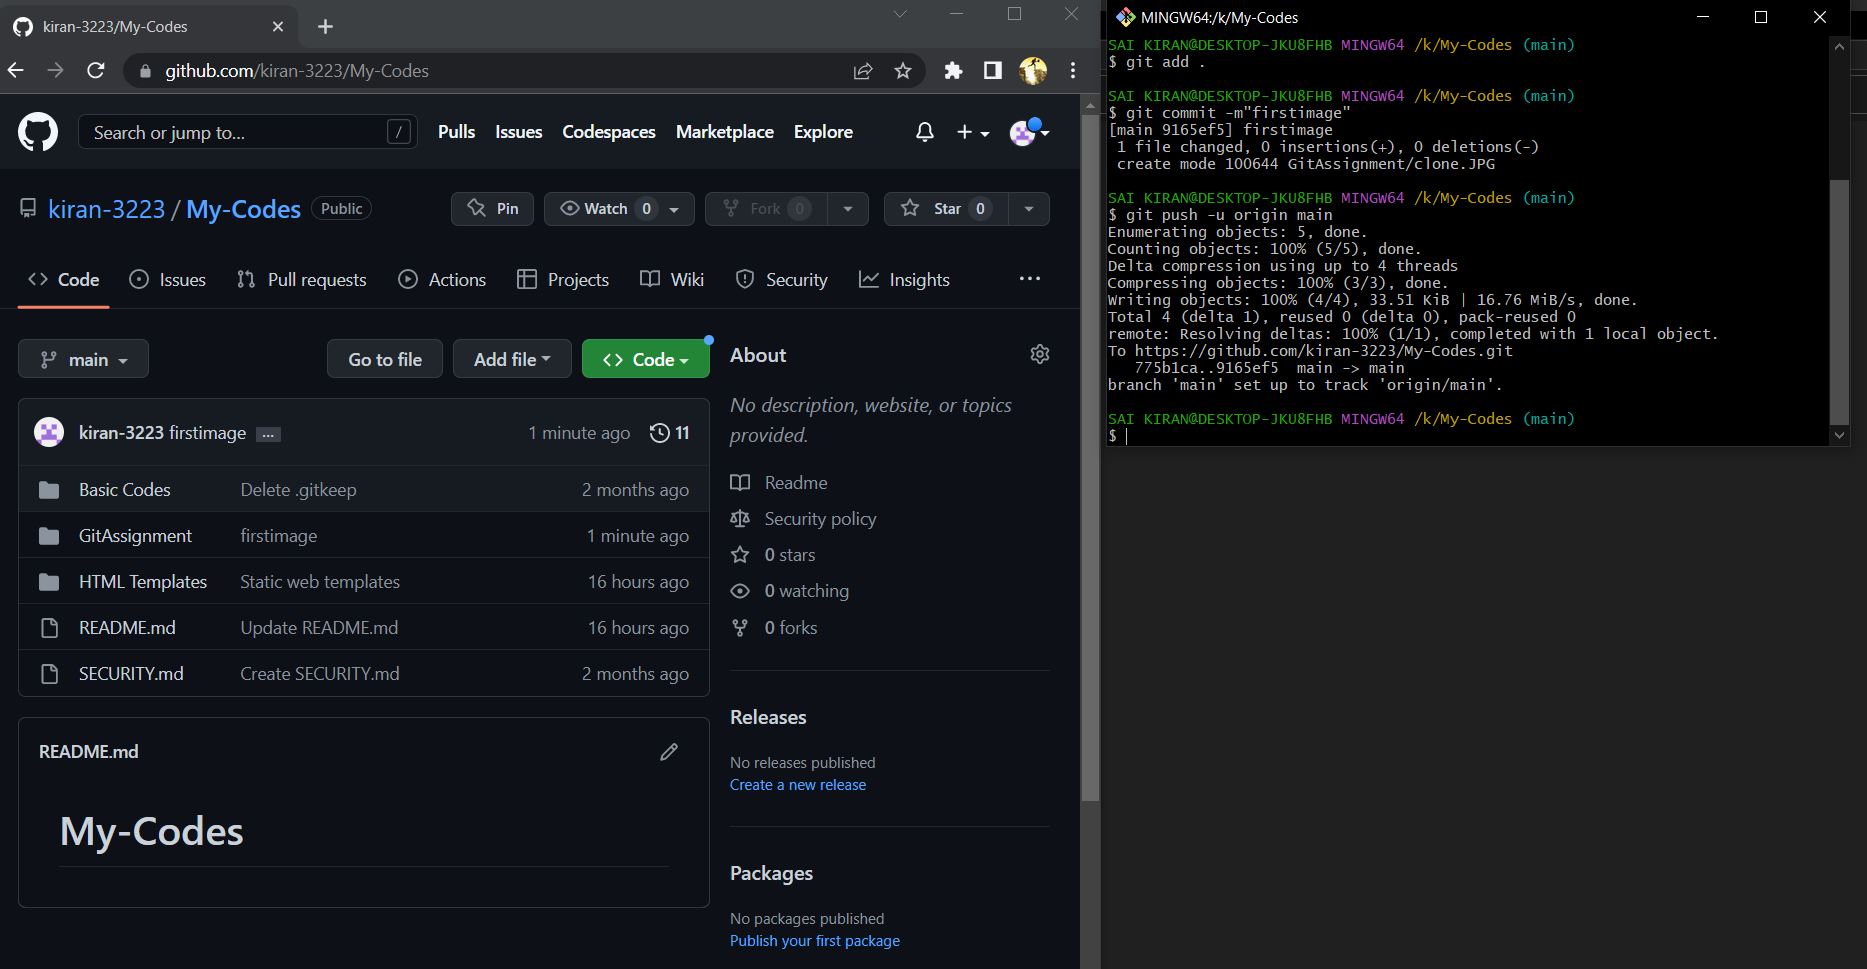 kiran-3223/My-Codes
github.com/kiran-3223/My-Codes
Search or jump to... /
Pulls Issues Codespaces Marketplace Explore
kiran-3223 / My-Codes Public
Pin Watch 0 Fork 0 Star 0
Code Issues Pull requests Actions Projects Wiki Security Insights ...
main Go to file Add file Code
kiran-3223 firstimage ... 1 minute ago 11
Basic Codes Delete .gitkeep 2 months ago
GitAssignment firstimage 1 minute ago
HTML Templates Static web templates 16 hours ago
README.md Update README.md 16 hours ago
SECURITY.md Create SECURITY.md 2 months ago
README.md
My-Codes
About
No description, website, or topics
provided.
Readme
Security policy
0 stars
0 watching
0 forks
Releases
No releases published
Create a new release
Packages
No packages published
Publish your first package
MINGW64:/k/My-Codes
SAI KIRAN@DESKTOP-JKU8FHB MINGW64 /k/My-Codes (main)
$ git add .
SAI KIRAN@DESKTOP-JKU8FHB MINGW64 /k/My-Codes (main)
$ git commit -m"firstimage"
[main 9165ef5] firstimage
1 file changed, 0 insertions(+), 0 deletions(-)
create mode 100644 GitAssignment/clone.JPG
SAI KIRAN@DESKTOP-JKU8FHB MINGW64 /k/My-Codes (main)
$ git push -u origin main
Enumerating objects: 5, done.
Counting objects: 100% (5/5), done.
Delta compression using up to 4 threads
Compressing objects: 100% (3/3), done.
Writing objects: 100% (4/4), 33.51 KiB | 16.76 MiB/s, done.
Total 4 (delta 1), reused 0 (delta 0), pack-reused 0
remote: Resolving deltas: 100% (1/1), completed with 1 local object.
To https://github.com/kiran-3223/My-Codes.git
775b1ca..9165ef5  main -> main
branch 'main' set up to track 'origin/main'.
SAI KIRAN@DESKTOP-JKU8FHB MINGW64 /k/My-Codes (main)
$